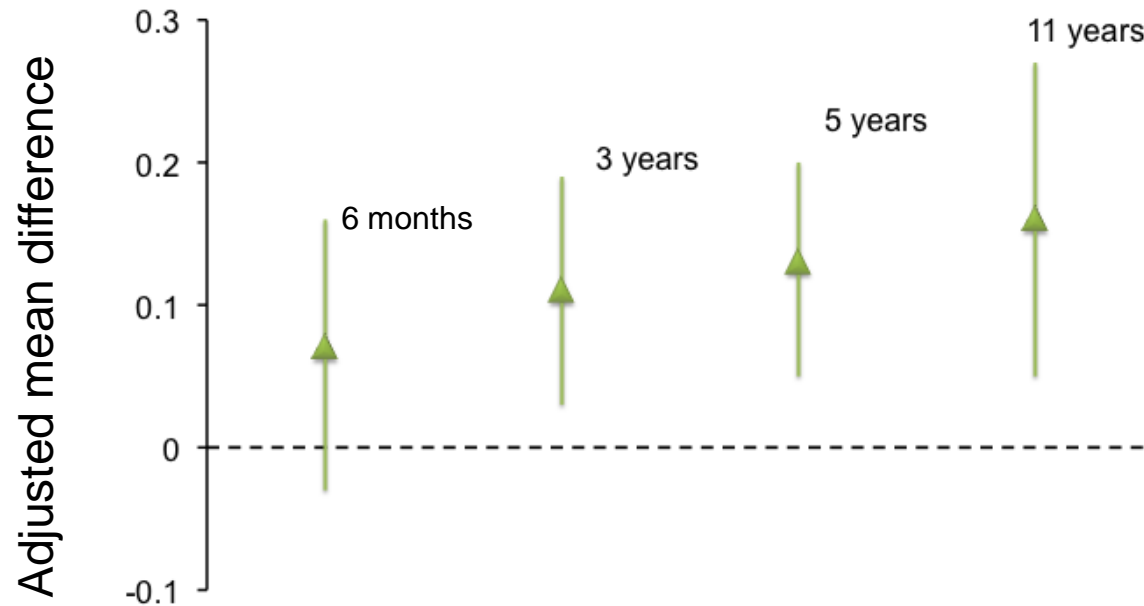 Adjusted mean difference
0.3
0.2
0.1
0
-0.1
6 months
3 years
5 years
11 years